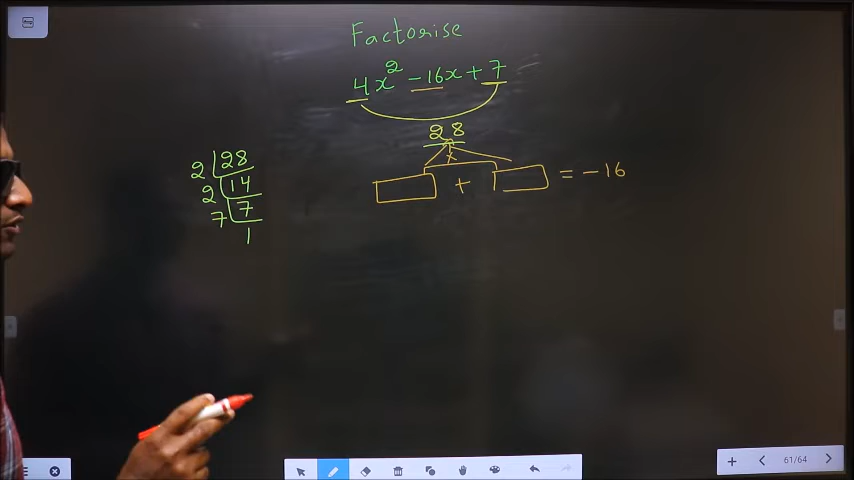 Factorise
4x² - 16x + 7
28
x
+ = -16
2 28
2 14
7 7
1
61/64